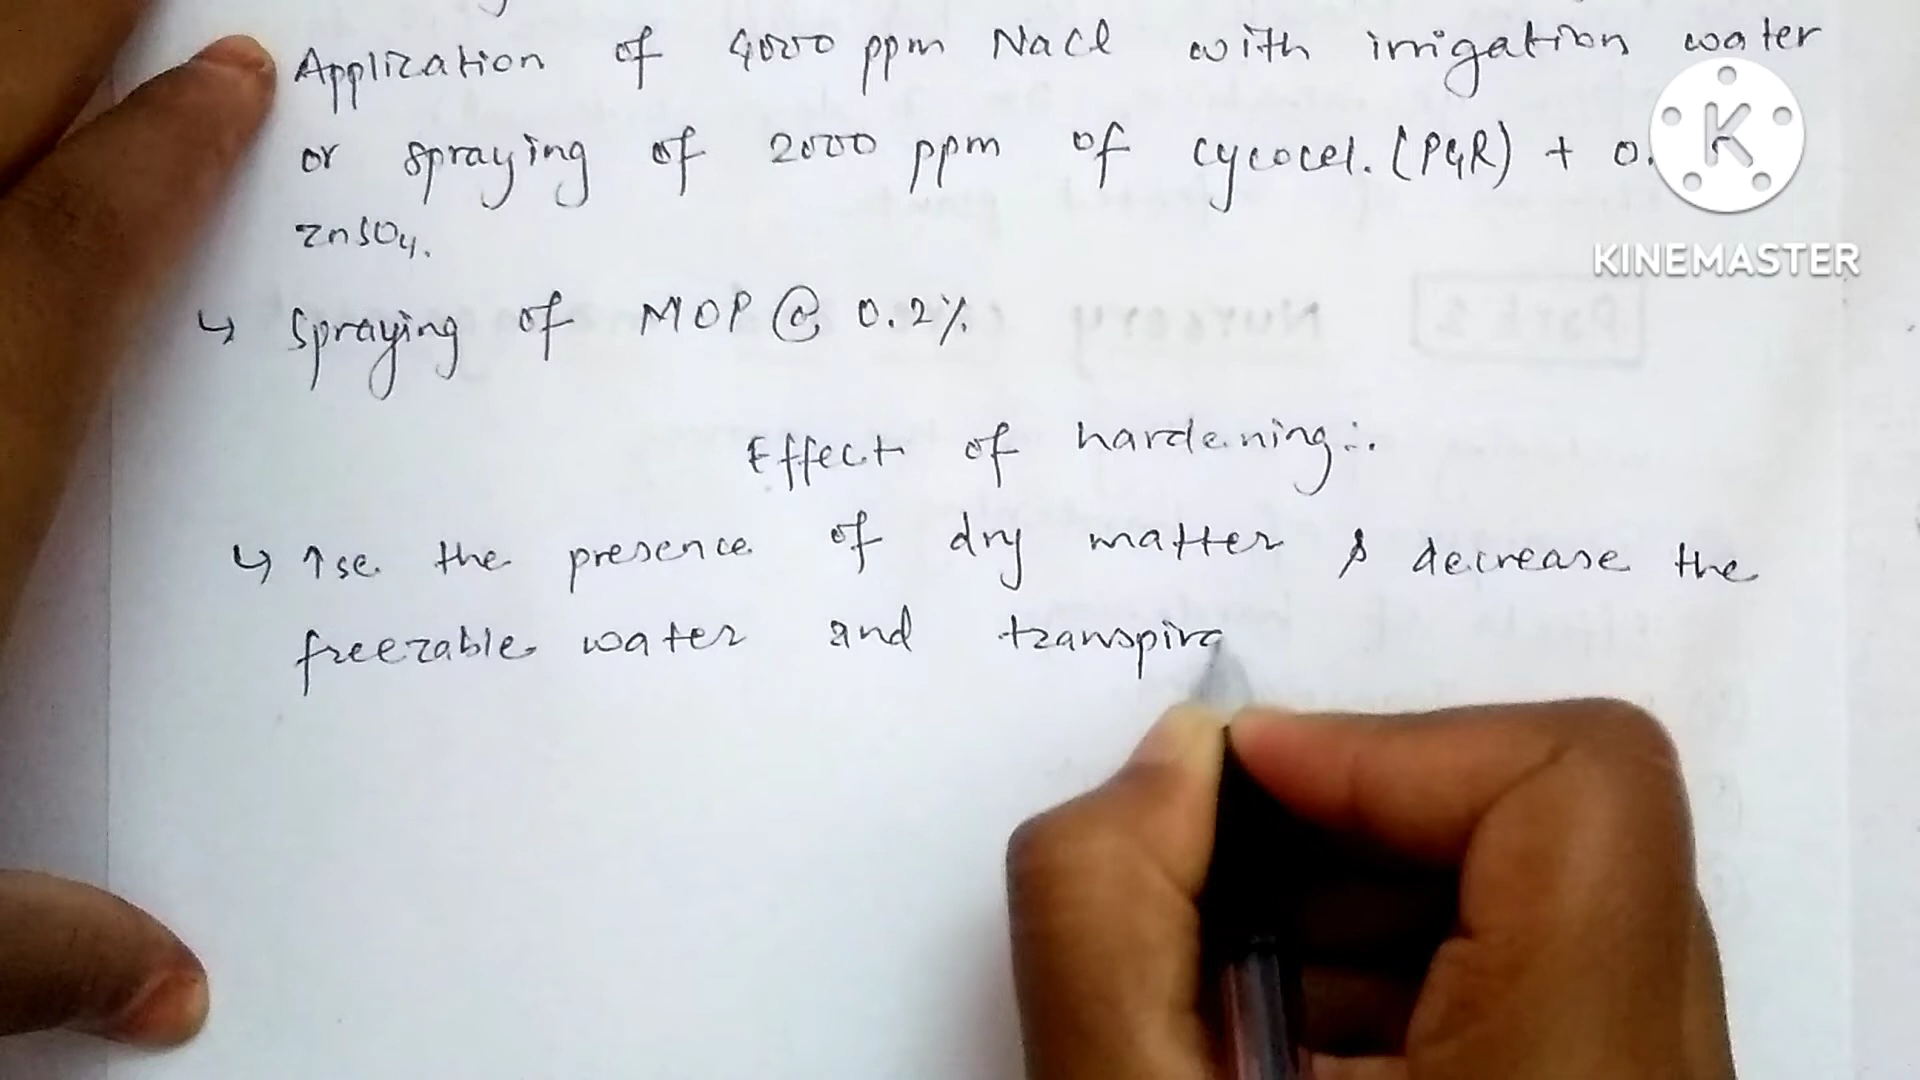 Application of 4000 ppm NaCl with irrigation water
or spraying of 2000 ppm of cycocel. (PGR) + 0.
ZnSO4.
↳ Spraying of MOP @ 0.2%
Effect of hardening:-
↳ ↑se the presence of dry matter & decrease the
freezable water and transpira
KINEMASTER